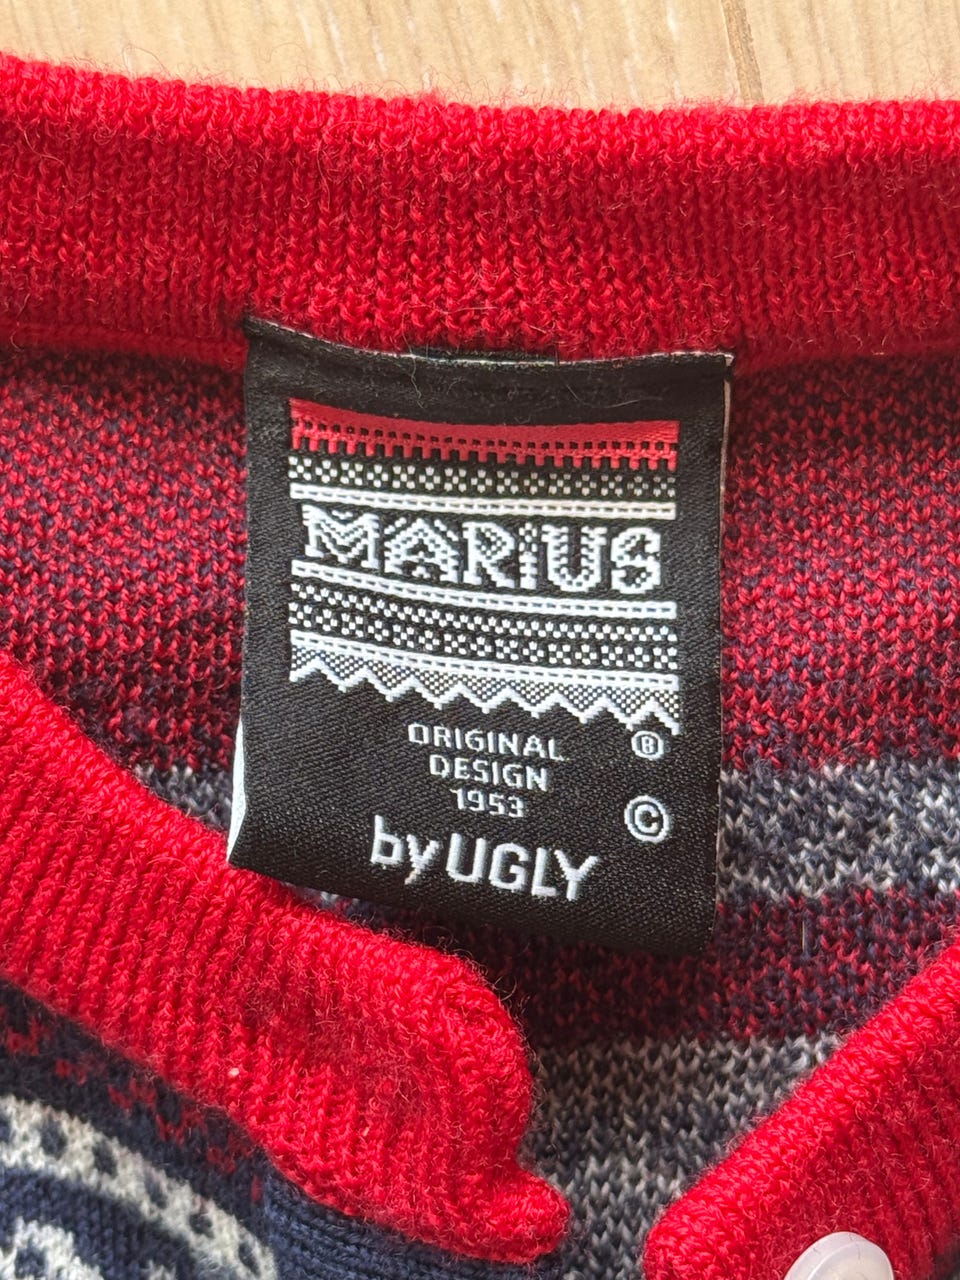 MARIUS
ORIGINAL ®
DESIGN
1953 ©
by UGLY